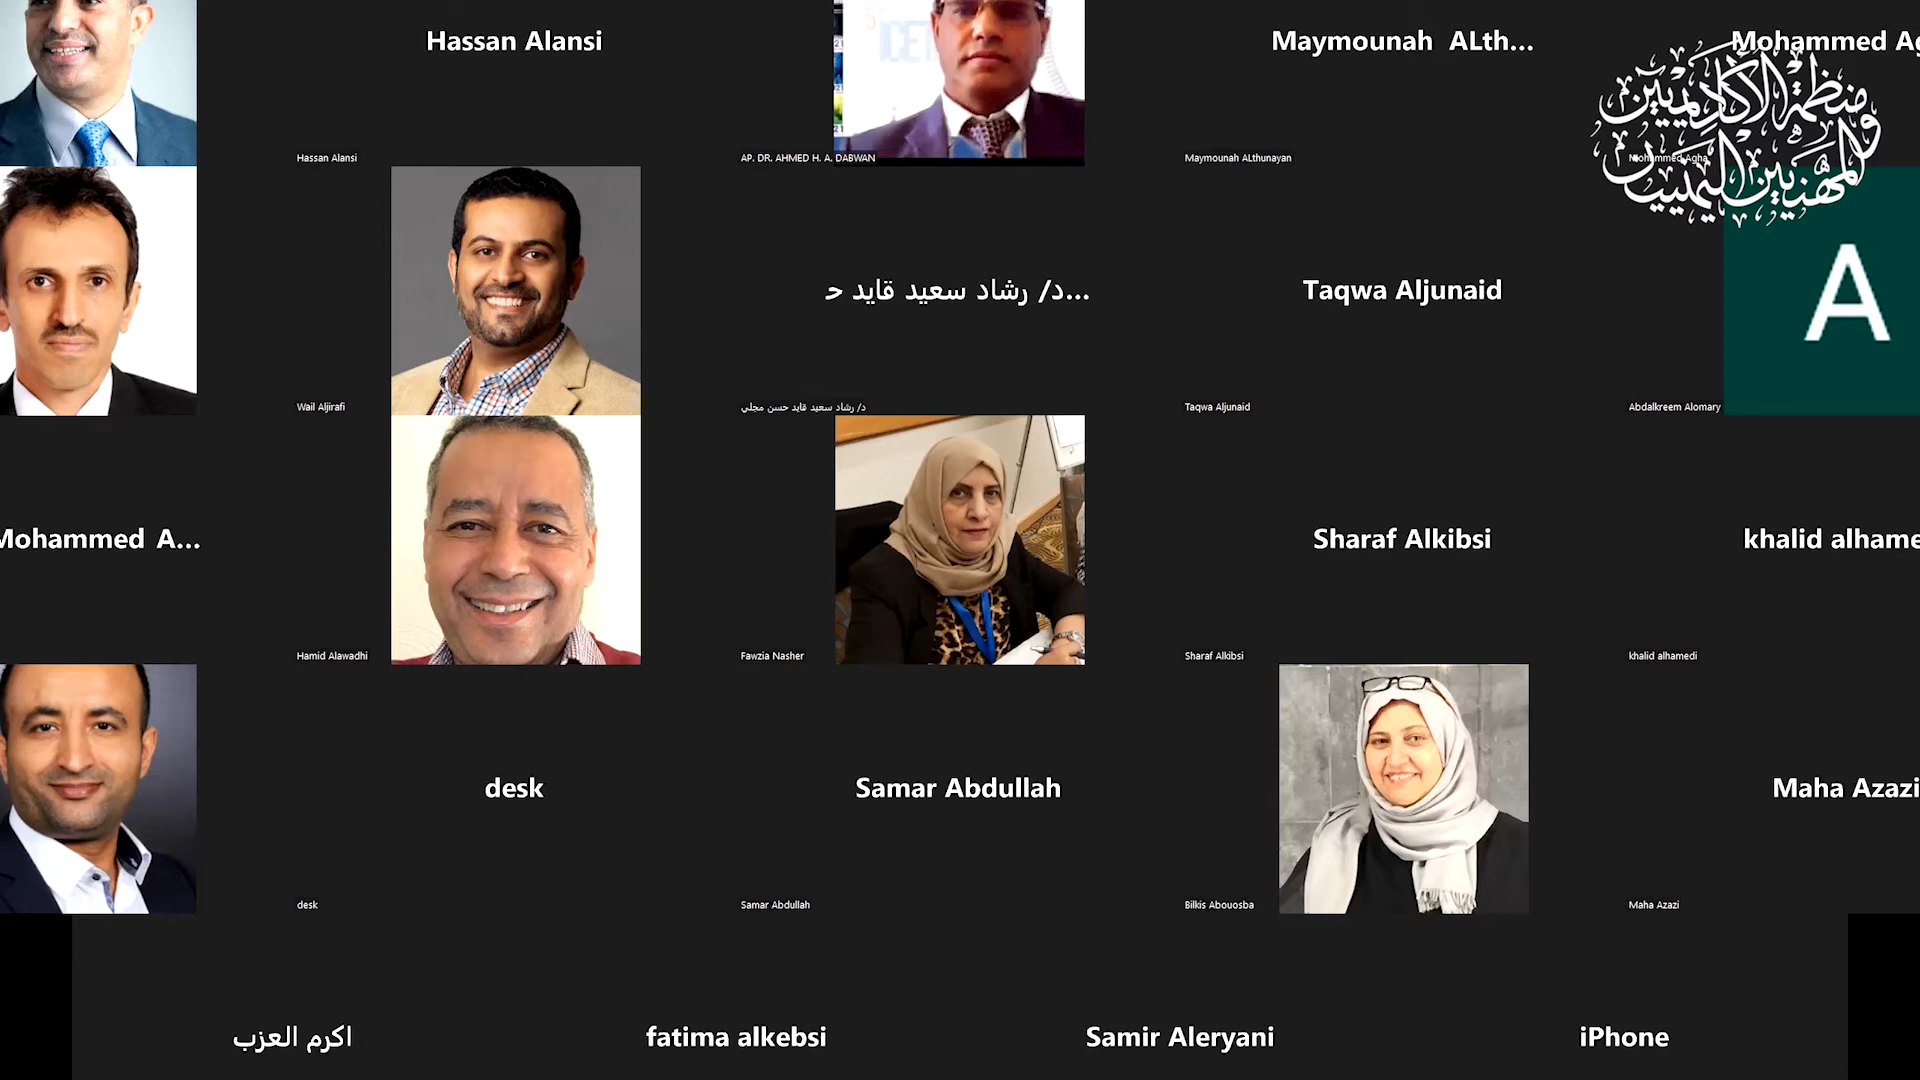 Hassan Alansi
Maymounah ALth...
Mohammed Ag
منظمة الأكاديميين
والمهنيين اليمنيين
ICET
Hassan Alansi
AP. DR. AHMED H. A. DABWAN
Maymounah ALthunayan
Mohammed Agha
د/ رشاد سعيد قايد ح...
Taqwa Aljunaid
A
Wail Aljirafi
د/ رشاد سعيد قايد حسن مجلي
Taqwa Aljunaid
Abdalkreem Alomary
Mohammed A...
Sharaf Alkibsi
khalid alhame
Hamid Alawadhi
Fawzia Nasher
Sharaf Alkibsi
khalid alhamedi
desk
Samar Abdullah
Maha Azazi
desk
Samar Abdullah
Bilkis Abouosba
Maha Azazi
اكرم العزب
fatima alkebsi
Samir Aleryani
iPhone